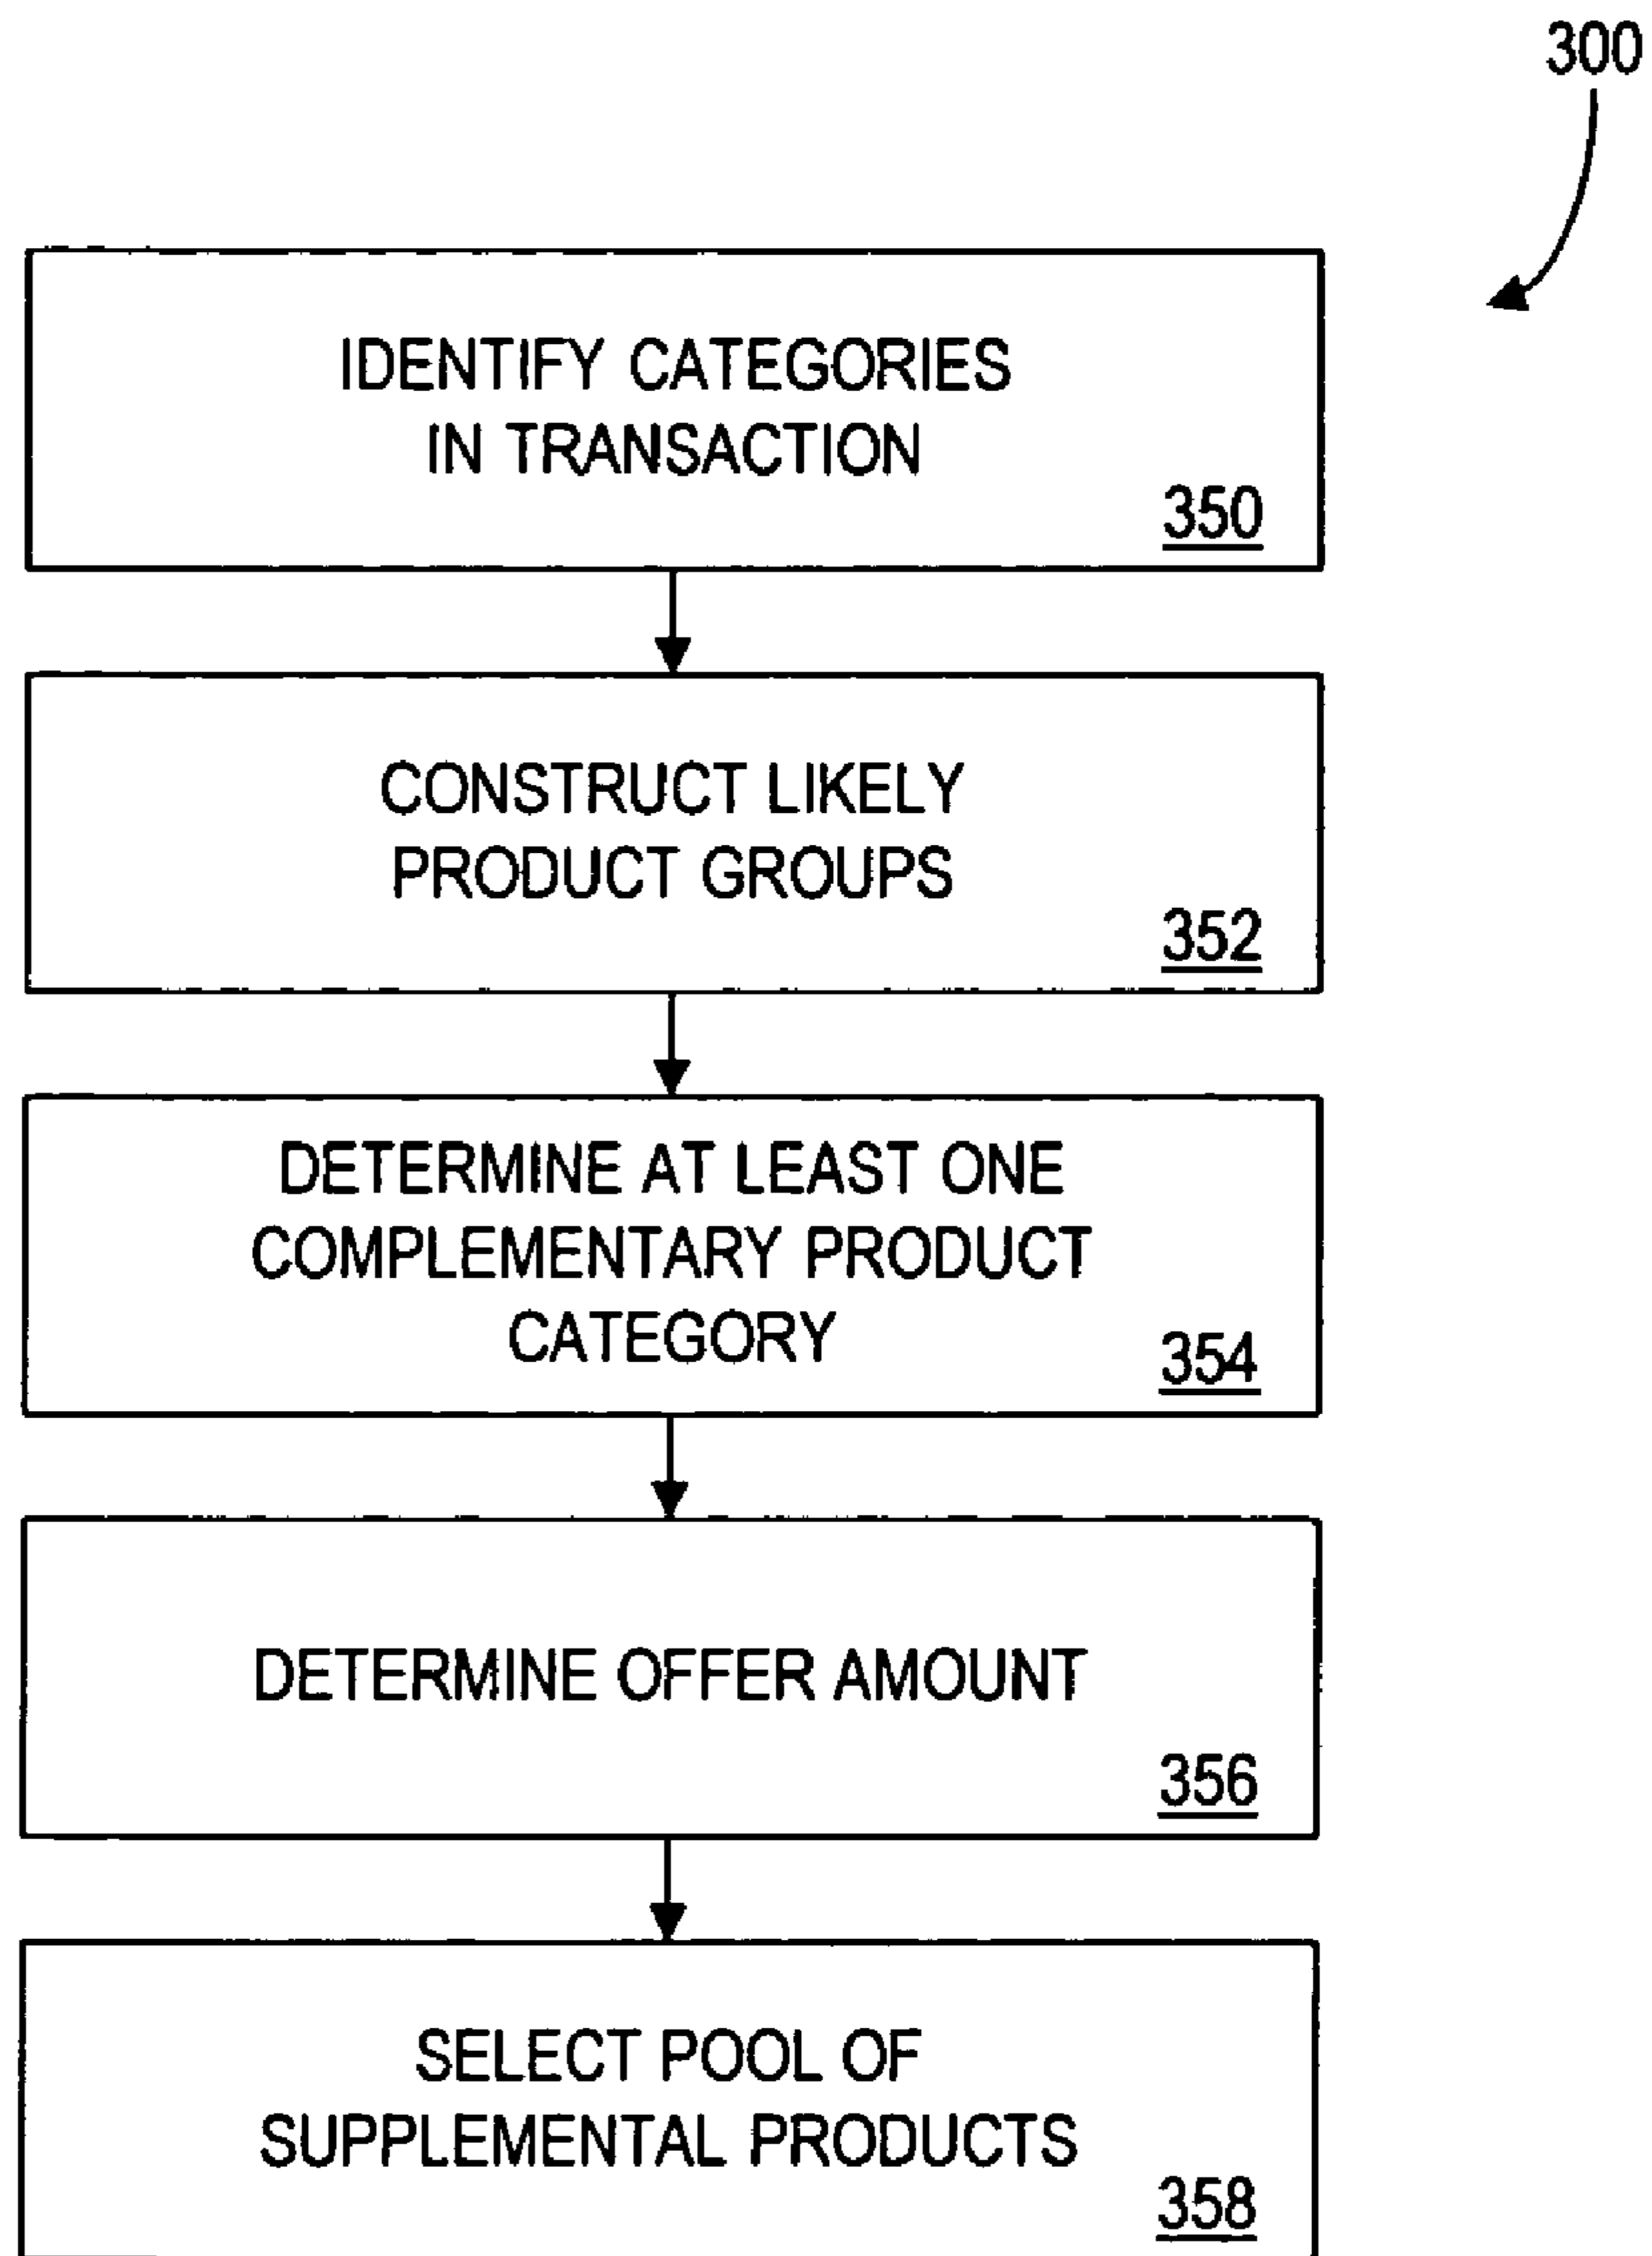 300
IDENTIFY CATEGORIES
IN TRANSACTION
350
CONSTRUCT LIKELY
PRODUCT GROUPS
352
DETERMINE AT LEAST ONE
COMPLEMENTARY PRODUCT
CATEGORY
354
DETERMINE OFFER AMOUNT
356
SELECT POOL OF
SUPPLEMENTAL PRODUCTS
358